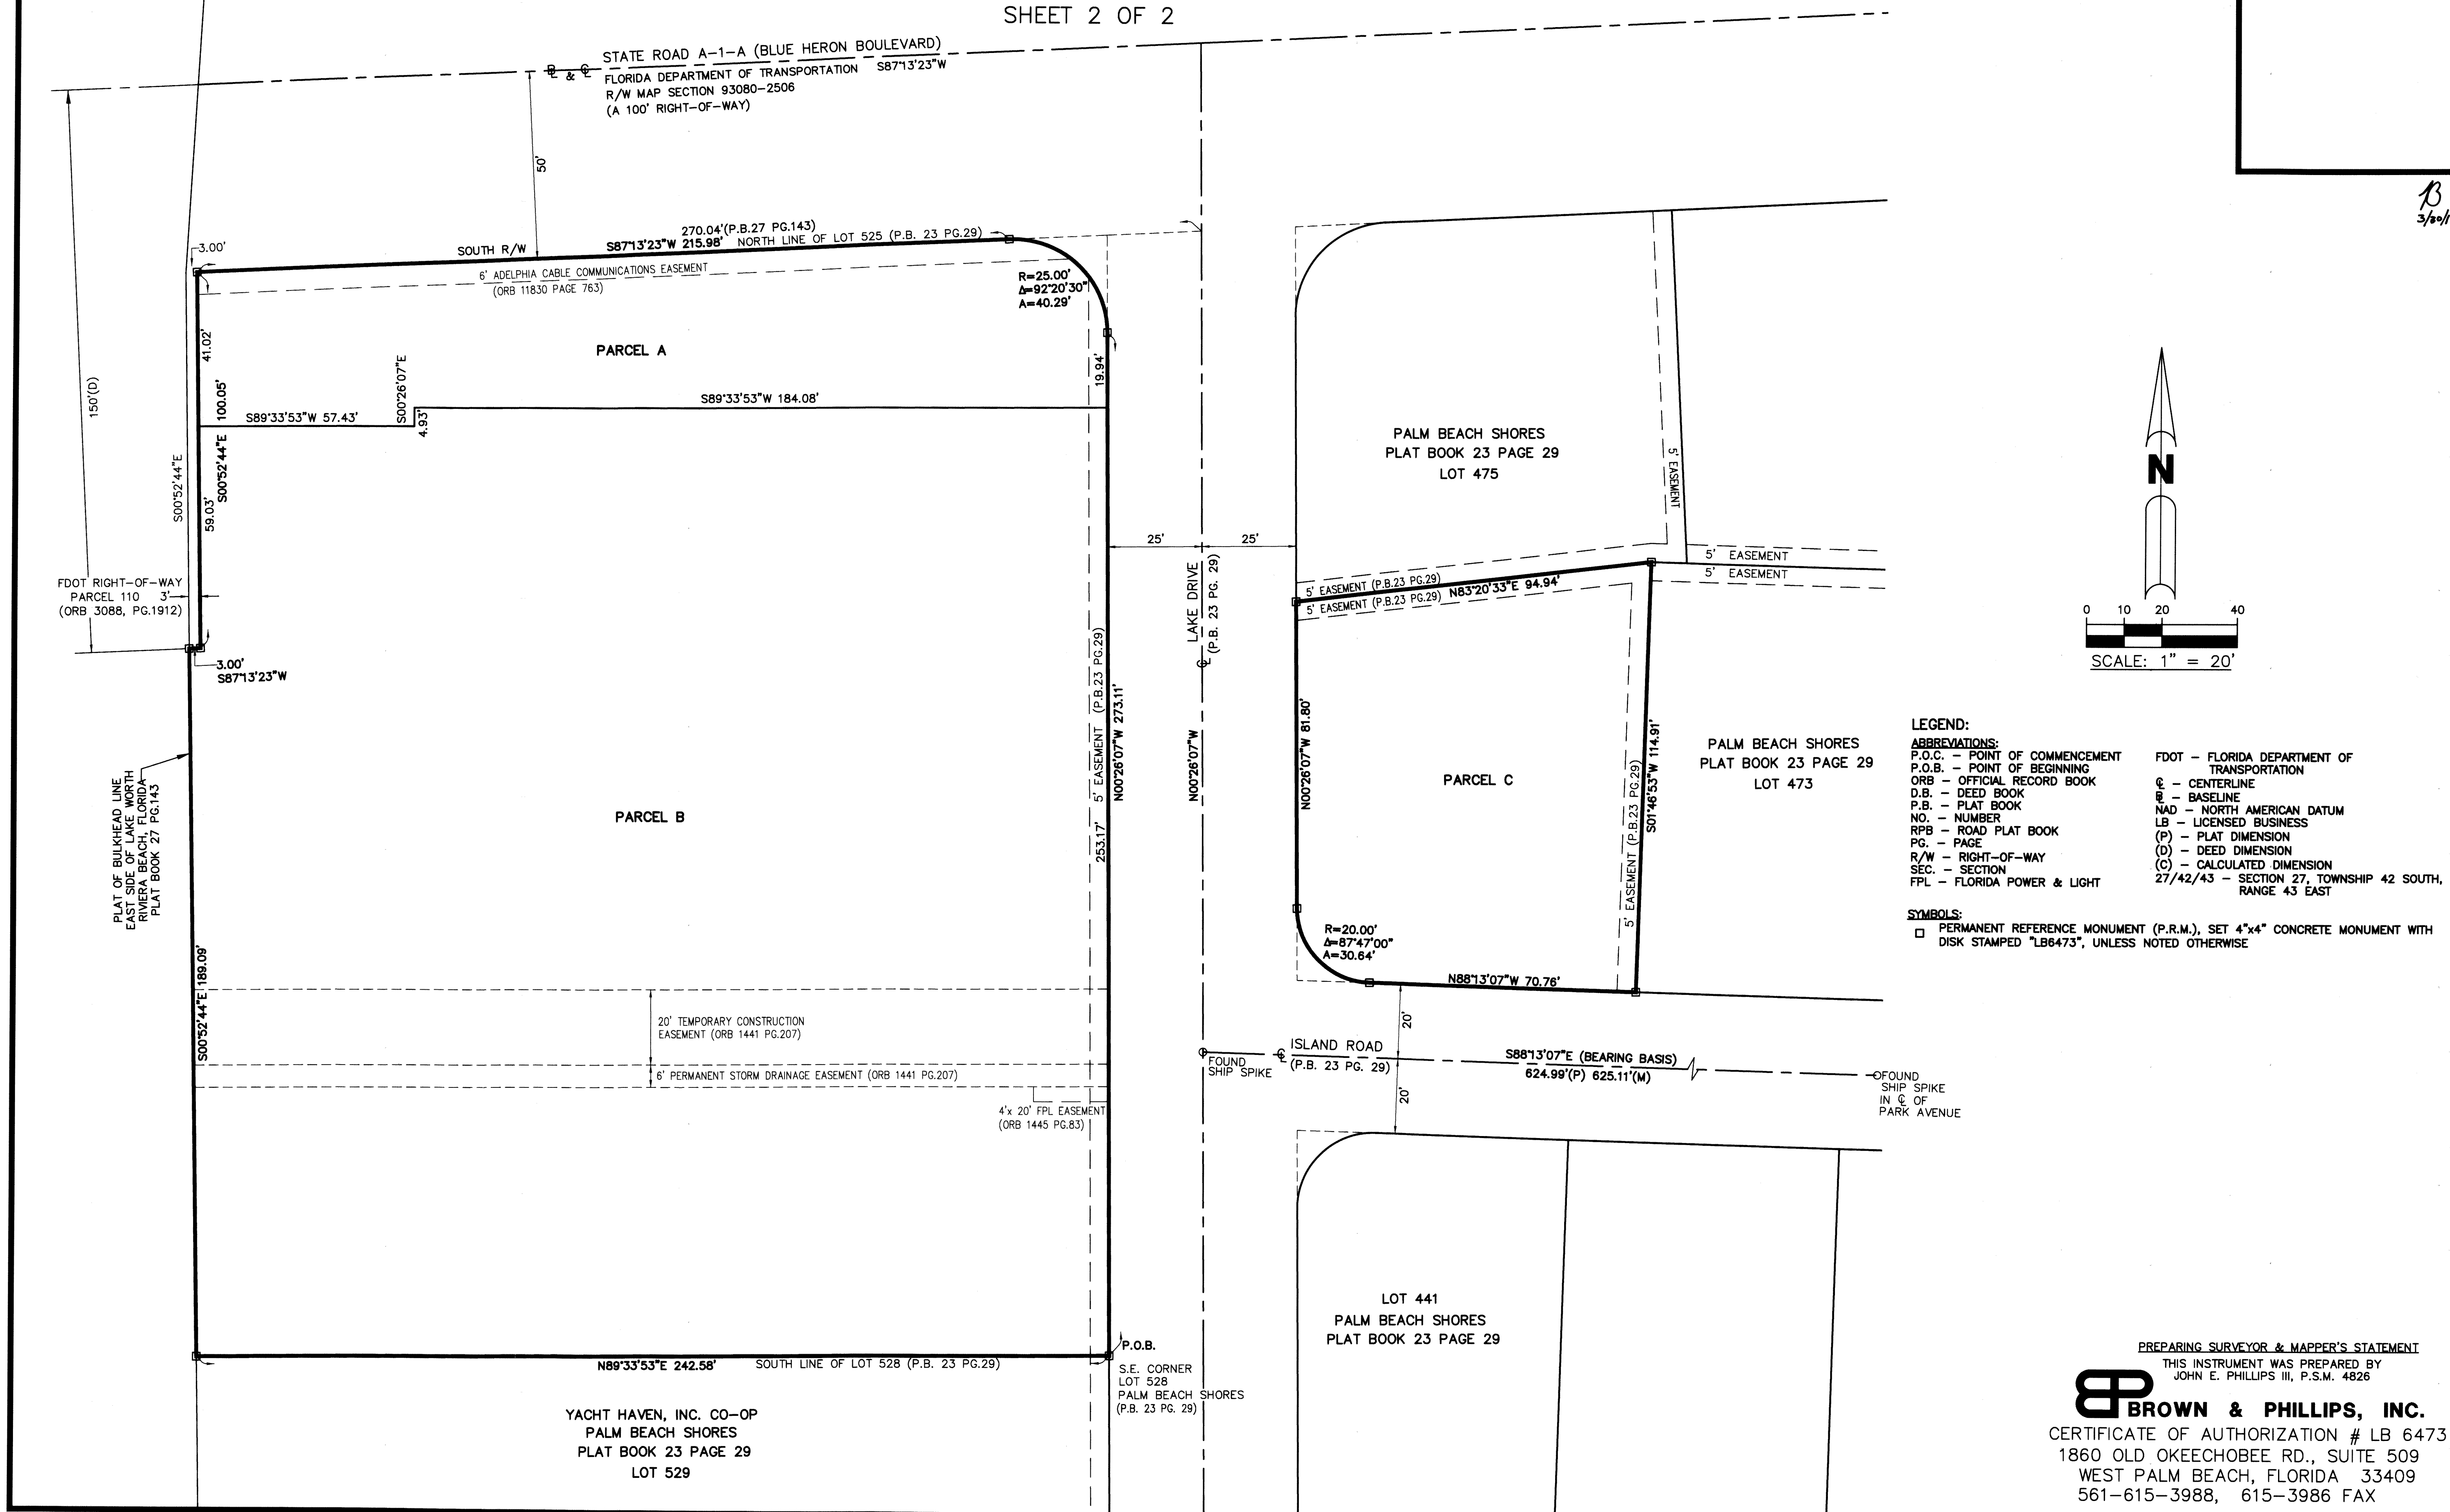 SHEET 2 OF 2
STATE ROAD A-1-A (BLUE HERON BOULEVARD)
&
FLORIDA DEPARTMENT OF TRANSPORTATION S87°13'23"W
R/W MAP SECTION 93080-2506
(A 100' RIGHT-OF-WAY)
50'
3/30/1
3.00'
270.04'(P.B.27 PG.143)
SOUTH R/W
S87°13'23"W 215.98' NORTH LINE OF LOT 525 (P.B. 23 PG.29)
6' ADELPHIA CABLE COMMUNICATIONS EASEMENT
(ORB 11830 PAGE 763)
R=25.00'
Δ=92°20'30"
A=40.29'
41.02'
PARCEL A
19.94'
150'(D)
100.05'
S00°26'07"E
S89°33'53"W 57.43'
4.93'
S89°33'53"W 184.08'
S00°52'44"E
S00°52'44"E
59.03'
PALM BEACH SHORES
PLAT BOOK 23 PAGE 29
LOT 475
5' EASEMENT
N
25'
25'
5' EASEMENT
5' EASEMENT
5' EASEMENT (P.B.23 PG.29)
5' EASEMENT (P.B.23 PG.29) N83°20'33"E 94.94'
FDOT RIGHT-OF-WAY
PARCEL 110 3'
(ORB 3088, PG.1912)
LAKE DRIVE
(P.B. 23 PG. 29)
0 10 20 40
SCALE: 1" = 20'
3.00'
S87°13'23"W
5' EASEMENT (P.B.23 PG.29)
N00°26'07"W 273.11'
N00°26'07"W
N00°26'07"W 81.80'
S01°46'53"W 114.91'
5' EASEMENT (P.B.23 PG.29)
PARCEL C
PALM BEACH SHORES
PLAT BOOK 23 PAGE 29
LOT 473
LEGEND:
ABBREVIATIONS:
P.O.C. - POINT OF COMMENCEMENT
P.O.B. - POINT OF BEGINNING
ORB - OFFICIAL RECORD BOOK
D.B. - DEED BOOK
P.B. - PLAT BOOK
NO. - NUMBER
RPB - ROAD PLAT BOOK
PG. - PAGE
R/W - RIGHT-OF-WAY
SEC. - SECTION
FPL - FLORIDA POWER & LIGHT
FDOT - FLORIDA DEPARTMENT OF
TRANSPORTATION
℄ - CENTERLINE
- BASELINE
NAD - NORTH AMERICAN DATUM
LB - LICENSED BUSINESS
(P) - PLAT DIMENSION
(D) - DEED DIMENSION
(C) - CALCULATED DIMENSION
27/42/43 - SECTION 27, TOWNSHIP 42 SOUTH,
RANGE 43 EAST
SYMBOLS:
□ PERMANENT REFERENCE MONUMENT (P.R.M.), SET 4"x4" CONCRETE MONUMENT WITH
DISK STAMPED "LB6473", UNLESS NOTED OTHERWISE
PLAT OF BULKHEAD LINE
EAST SIDE OF LAKE WORTH
RIVIERA BEACH, FLORIDA
PLAT BOOK 27 PG.143
PARCEL B
253.17'
R=20.00'
Δ=87°47'00"
A=30.64'
N88°13'07"W 70.76'
S00°52'44"E 189.09'
20' TEMPORARY CONSTRUCTION
EASEMENT (ORB 1441 PG.207)
6' PERMANENT STORM DRAINAGE EASEMENT (ORB 1441 PG.207)
4'x 20' FPL EASEMENT
(ORB 1445 PG.83)
20'
20'
FOUND
SHIP SPIKE
℄ ISLAND ROAD
(P.B. 23 PG. 29)
S88°13'07"E (BEARING BASIS)
624.99'(P) 625.11'(M)
FOUND
SHIP SPIKE
IN ℄ OF
PARK AVENUE
LOT 441
PALM BEACH SHORES
PLAT BOOK 23 PAGE 29
N89°33'53"E 242.58' SOUTH LINE OF LOT 528 (P.B. 23 PG.29)
P.O.B.
S.E. CORNER
LOT 528
PALM BEACH SHORES
(P.B. 23 PG. 29)
YACHT HAVEN, INC. CO-OP
PALM BEACH SHORES
PLAT BOOK 23 PAGE 29
LOT 529
PREPARING SURVEYOR & MAPPER'S STATEMENT
THIS INSTRUMENT WAS PREPARED BY
JOHN E. PHILLIPS III, P.S.M. 4826
BP
BROWN & PHILLIPS, INC.
CERTIFICATE OF AUTHORIZATION # LB 6473
1860 OLD OKEECHOBEE RD., SUITE 509
WEST PALM BEACH, FLORIDA 33409
561-615-3988, 615-3986 FAX